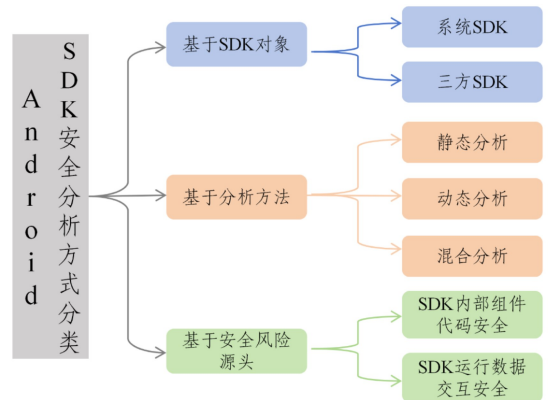 Android
SDK安全分析方式分类
基于SDK对象
系统SDK
三方SDK
基于分析方法
静态分析
动态分析
混合分析
基于安全风险
源头
SDK内部组件
代码安全
SDK运行数据
交互安全